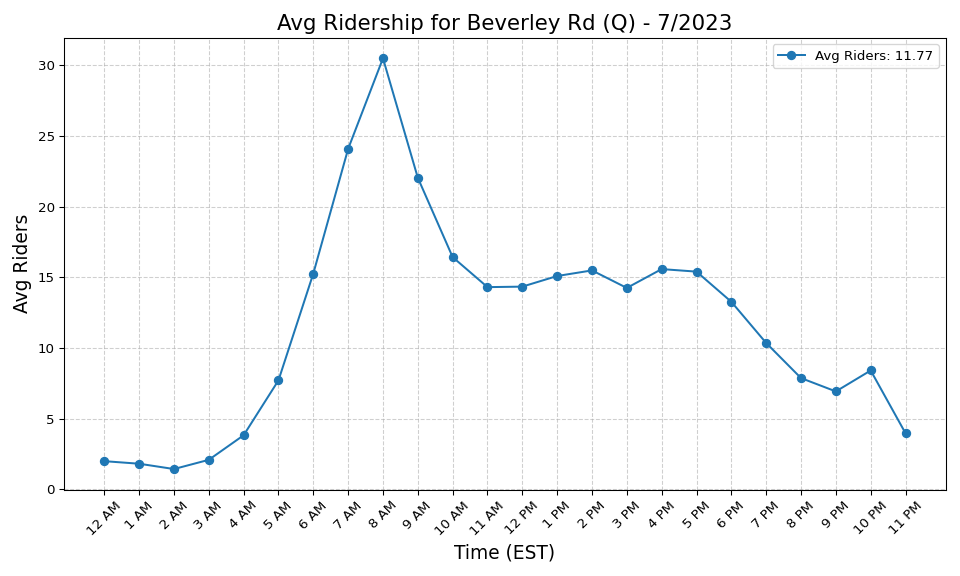 Avg Ridership for Beverley Rd (Q) - 7/2023
Avg Riders: 11.77
30
25
20
15
10
5
0
Avg Riders
12 AM
1 AM
2 AM
3 AM
4 AM
5 AM
6 AM
7 AM
8 AM
9 AM
10 AM
11 AM
12 PM
1 PM
2 PM
3 PM
4 PM
5 PM
6 PM
7 PM
8 PM
9 PM
10 PM
11 PM
Time (EST)